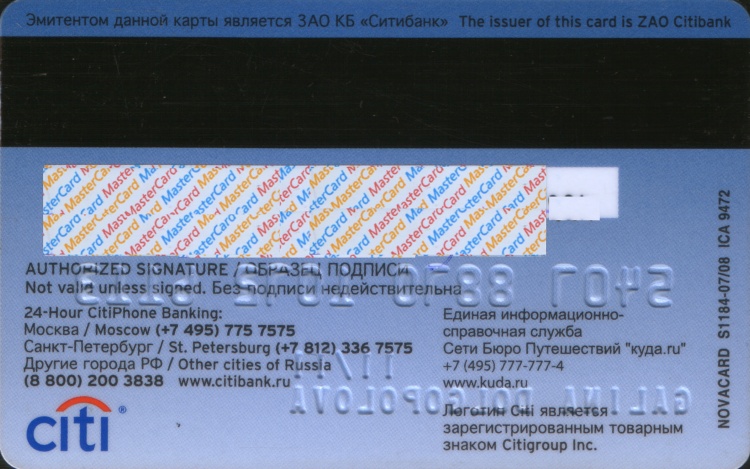 Эмитентом данной карты является ЗАО КБ «Ситибанк» The issuer of this card is ZAO Citibank
AUTHORIZED SIGNATURE / ОБРАЗЕЦ ПОДПИСИ
Not valid unless signed. Без подписи недействительна
24-Hour CitiPhone Banking:
Москва / Moscow (+7 495) 775 7575
Санкт-Петербург / St. Petersburg (+7 812) 336 7575
Другие города РФ / Other cities of Russia
(8 800) 200 3838 www.citibank.ru
citi®
Единая информационно-
справочная служба
Сети Бюро Путешествий "куда.ru"
+7 (495) 777-777-4
www.kuda.ru
Логотип Citi является
зарегистрированным товарным
знаком Citigroup Inc.
NOVACARD S1184-07/08 ICA 9472